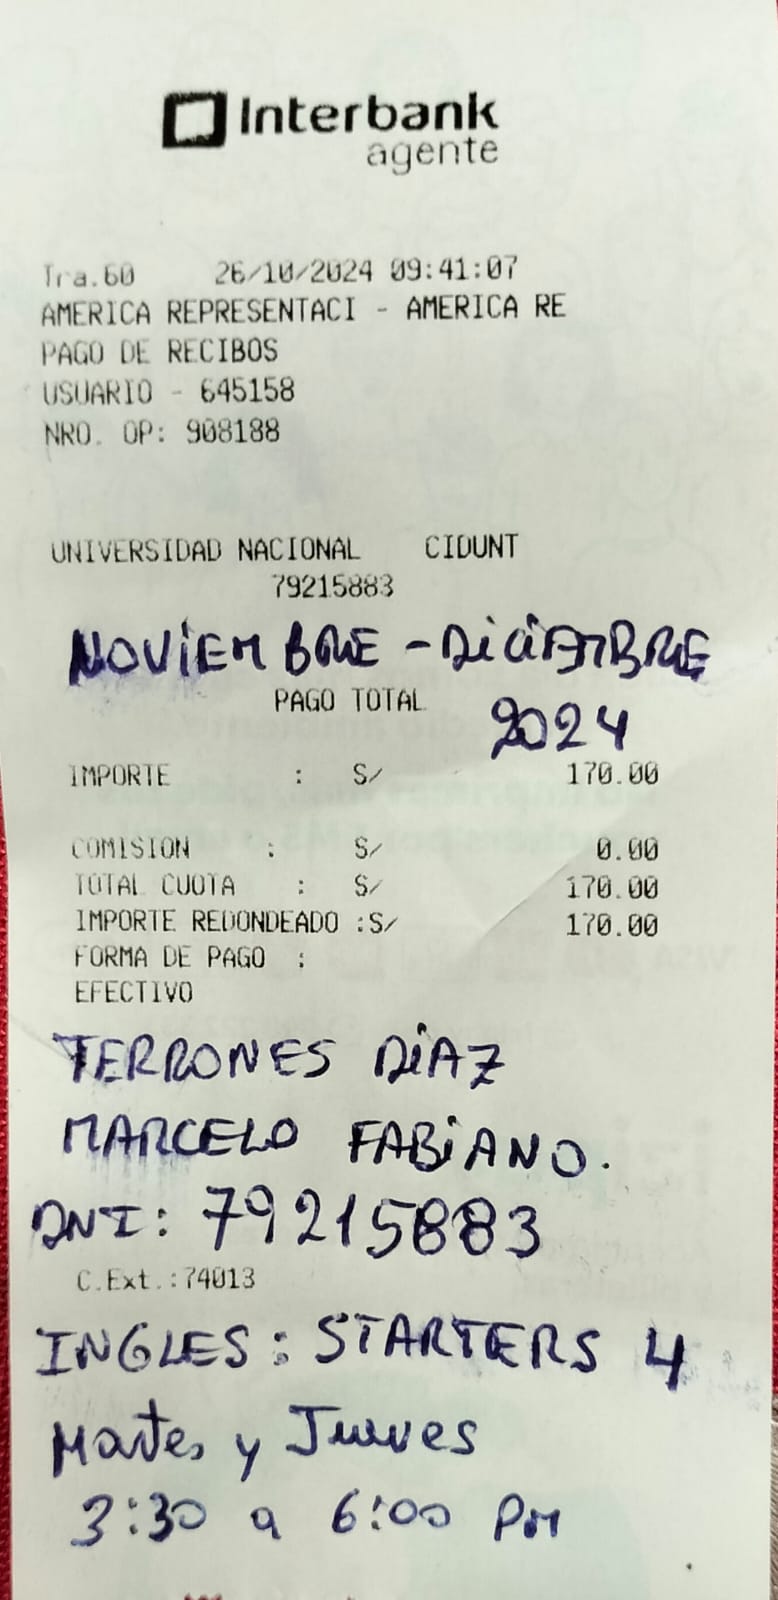 Interbank
agente
Tra.60 26/10/2024 09:41:07
AMERICA REPRESENTACI - AMERICA RE
PAGO DE RECIBOS
USUARIO - 645158
NRO. OP: 908188
UNIVERSIDAD NACIONAL CIDUNT
79215883
NOVIEMBRE - DICIEMBRE
PAGO TOTAL
2024
IMPORTE : S/ 170.00
COMISION : S/ 0.00
TOTAL CUOTA : S/ 170.00
IMPORTE REDONDEADO :S/ 170.00
FORMA DE PAGO :
EFECTIVO
TERRONES DiAZ
MARCELO FABiANO.
DNI: 79215883
C.Ext.:74013
INGLES: STARTERS 4
Martes y Jueves
3:30 a 6:00 PM